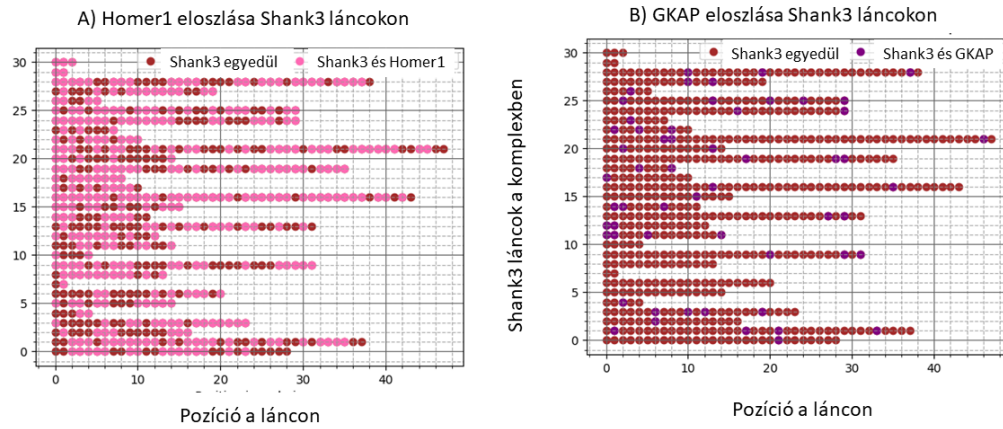 A) Homer1 eloszlása Shank3 láncokon
Shank3 egyedül
Shank3 és Homer1
30
25
20
15
10
5
0
0
10
20
30
40
Pozíció a láncon
B) GKAP eloszlása Shank3 láncokon
Shank3 egyedül
Shank3 és GKAP
Shank3 láncok a komplexben
30
25
20
15
10
5
0
0
10
20
30
40
Pozíció a láncon